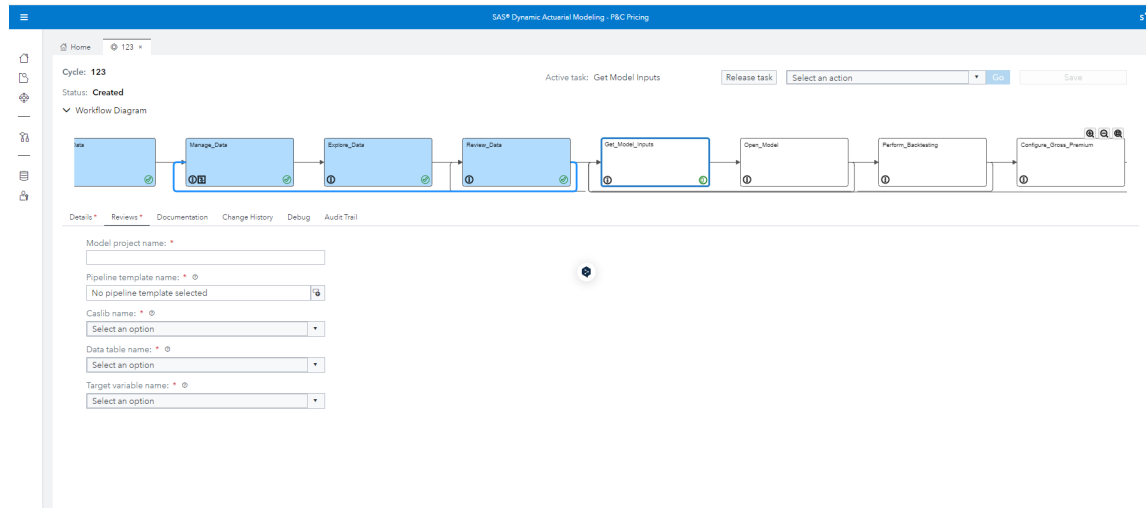 SAS® Dynamic Actuarial Modeling - P&C Pricing
Home 123 ×
Cycle: 123
Active task: Get Model Inputs Release task Select an action Go Save
Status: Created
Workflow Diagram
Data Manage_Data Explore_Data Review_Data Get_Model_Inputs Open_Model Perform_Backtesting Configure_Gross_Premium
Details * Reviews * Documentation Change History Debug Audit Trail
Model project name: *
Pipeline template name: *
No pipeline template selected
Caslib name: *
Select an option
Data table name: *
Select an option
Target variable name: *
Select an option